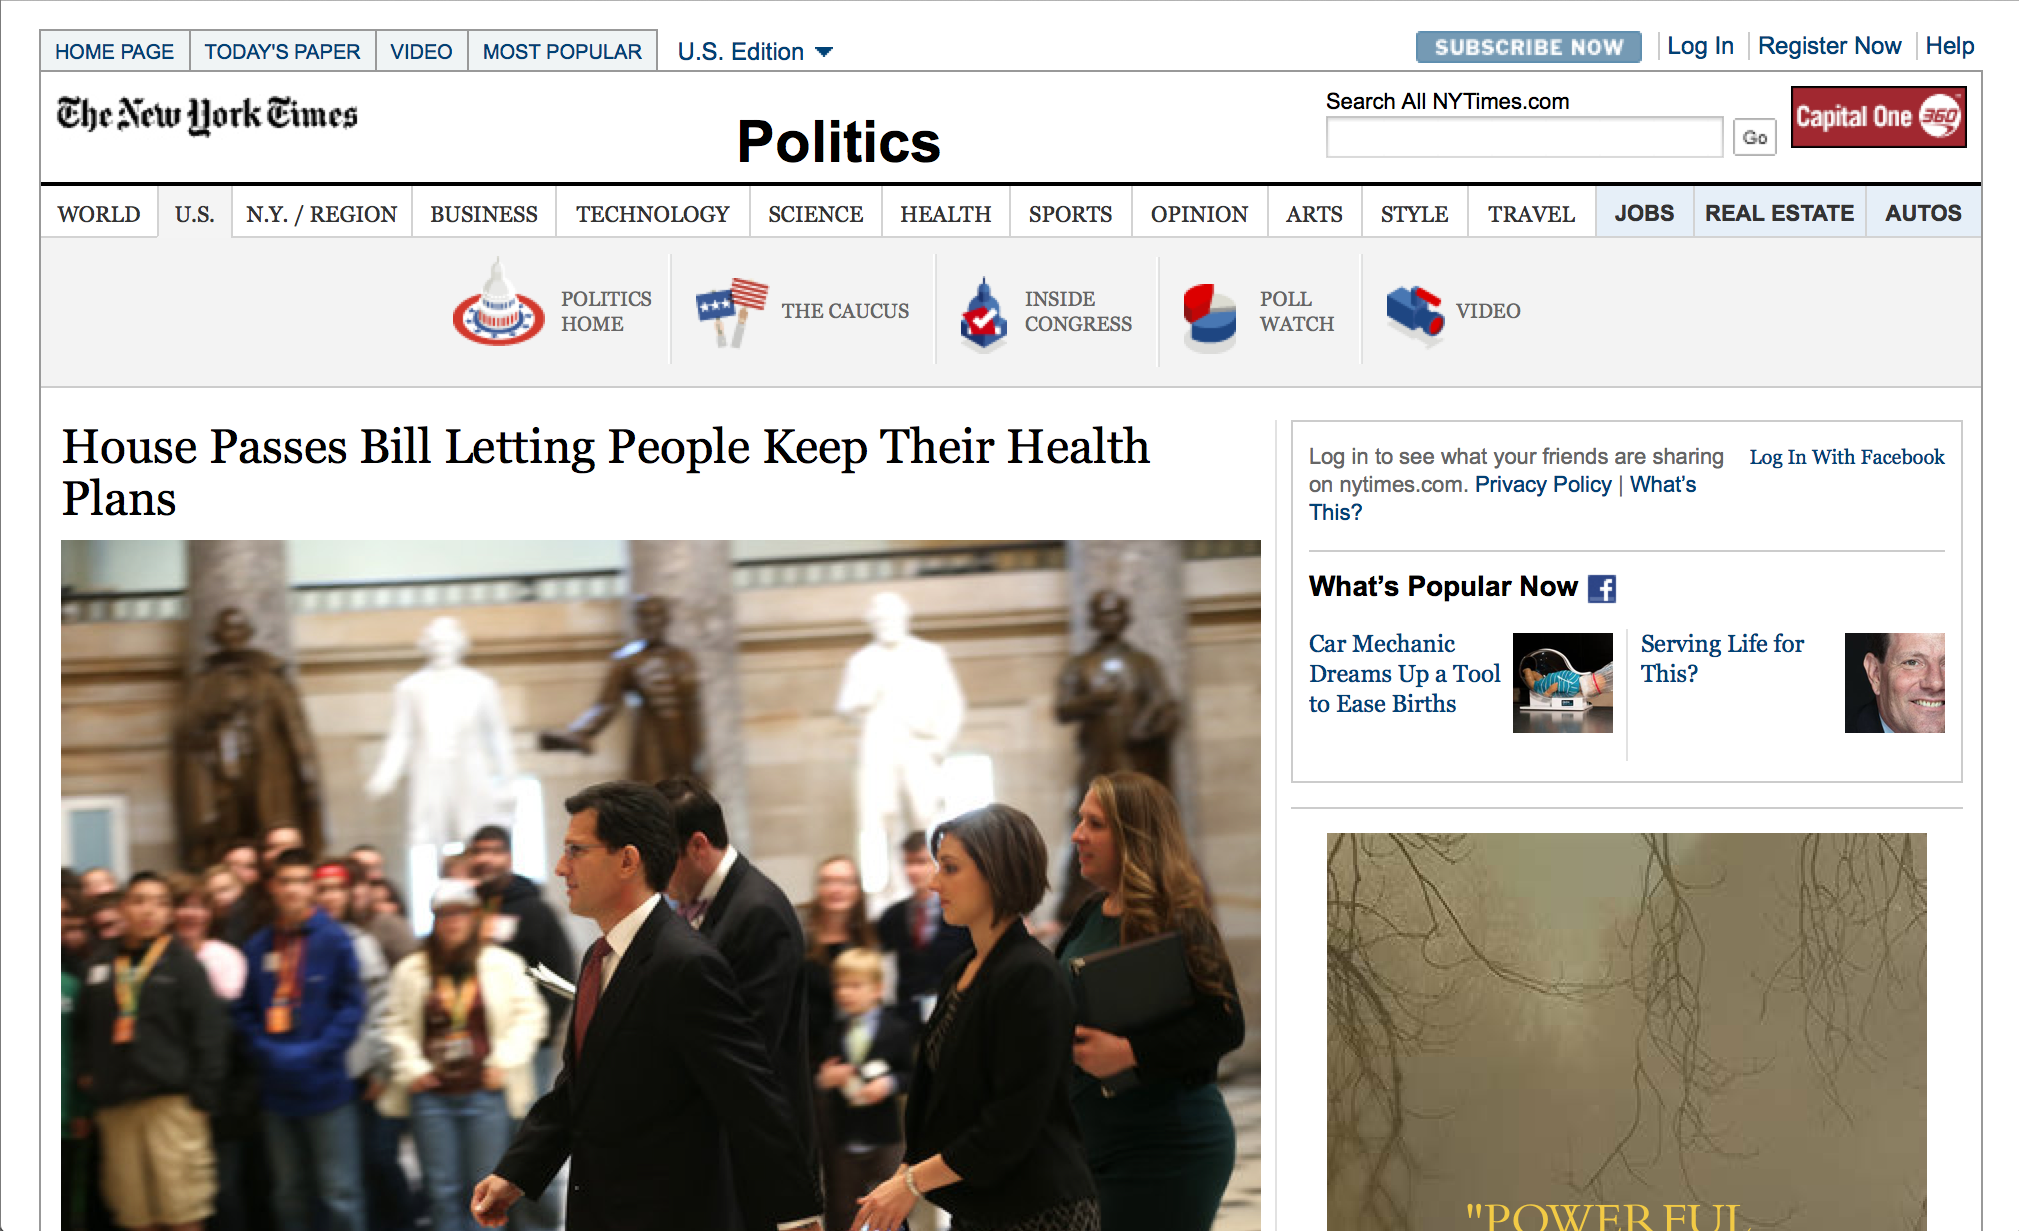 HOME PAGE TODAY'S PAPER VIDEO MOST POPULAR U.S. Edition
SUBSCRIBE NOW Log In Register Now Help
The New York Times
Politics
Search All NYTimes.com
Go
Capital One 360
WORLD U.S. N.Y. / REGION BUSINESS TECHNOLOGY SCIENCE HEALTH SPORTS OPINION ARTS STYLE TRAVEL JOBS REAL ESTATE AUTOS
POLITICS
HOME
THE CAUCUS
INSIDE
CONGRESS
POLL
WATCH
VIDEO
House Passes Bill Letting People Keep Their Health
Plans
Log in to see what your friends are sharing
on nytimes.com. Privacy Policy | What's
This?
Log In With Facebook
What's Popular Now f
Car Mechanic
Dreams Up a Tool
to Ease Births
Serving Life for
This?
"POWERFUL